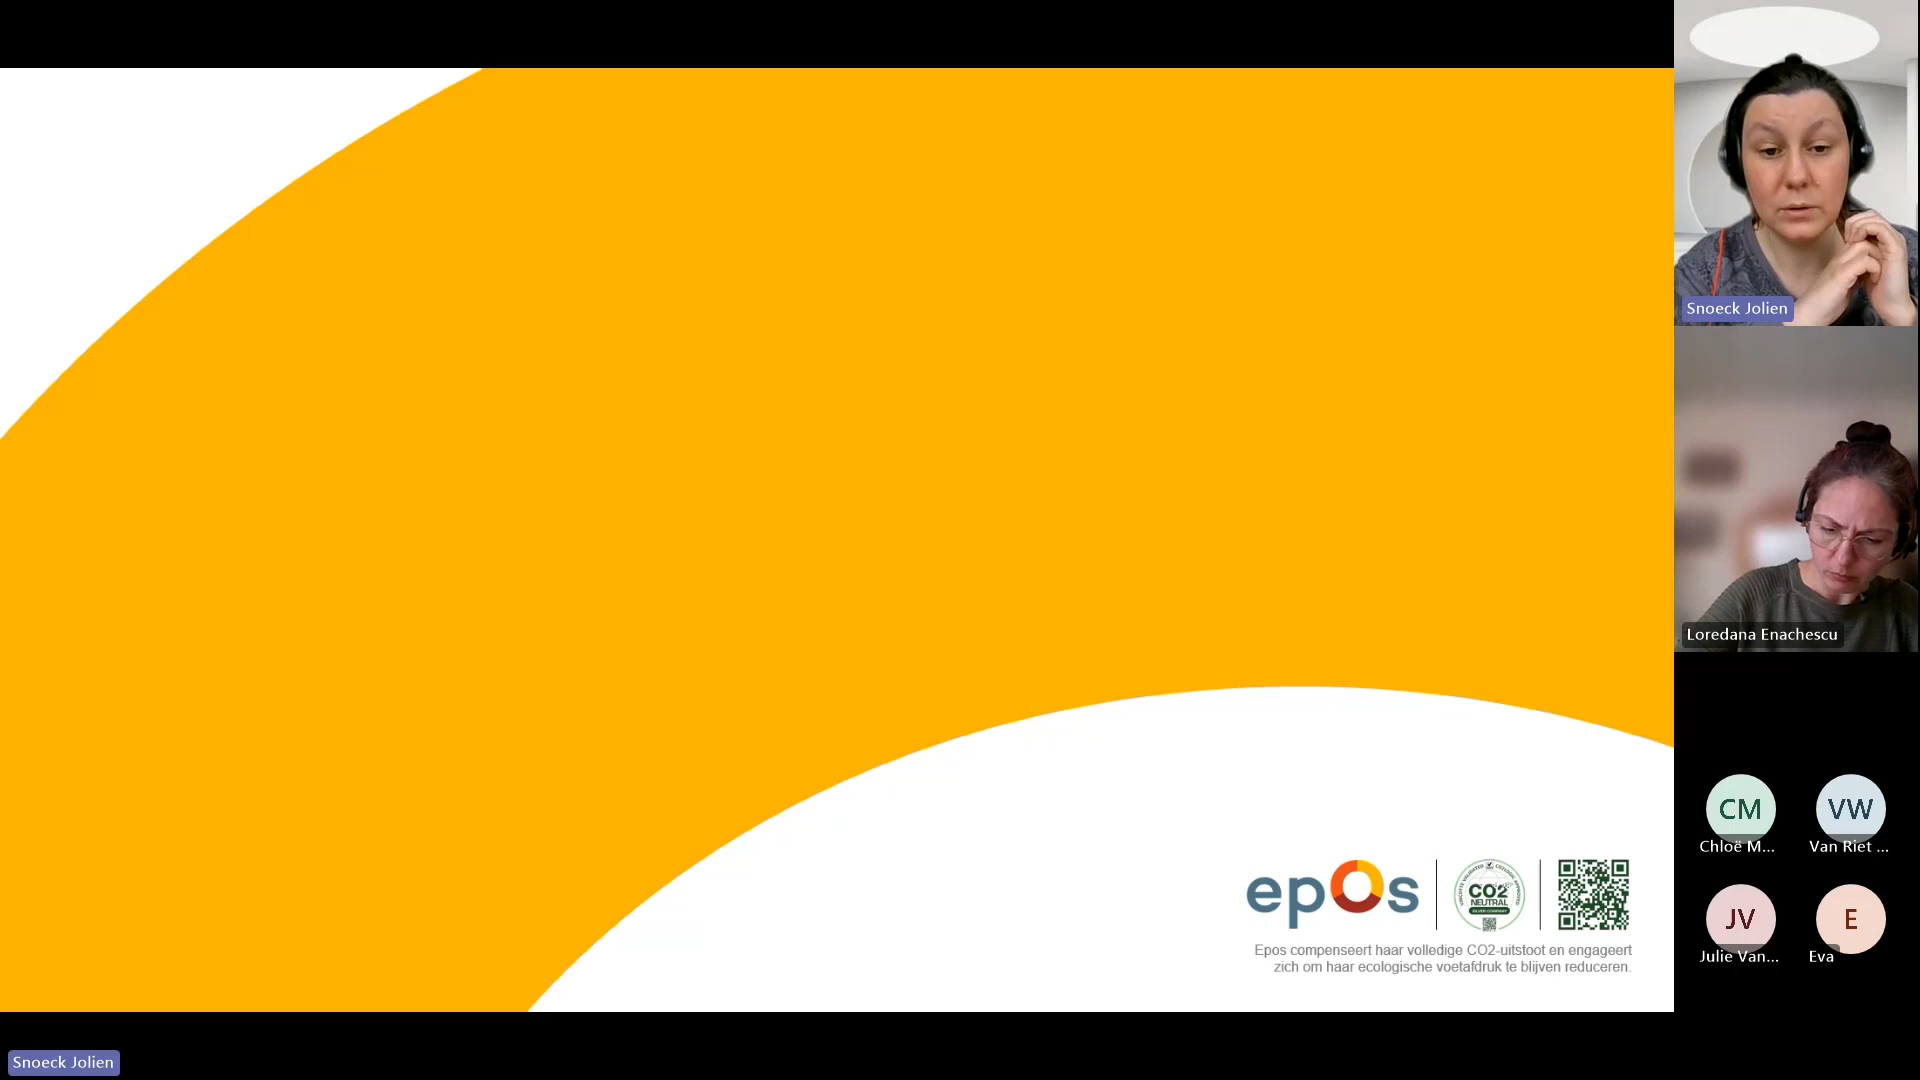 Snoeck Jolien
Loredana Enachescu
CM
Chloë M...
VW
Van Riet ...
JV
Julie Van...
E
Eva
epos
CO2
NEUTRAL
Epos compenseert haar volledige CO2-uitstoot en engageert
zich om haar ecologische voetafdruk te blijven reduceren.
Snoeck Jolien